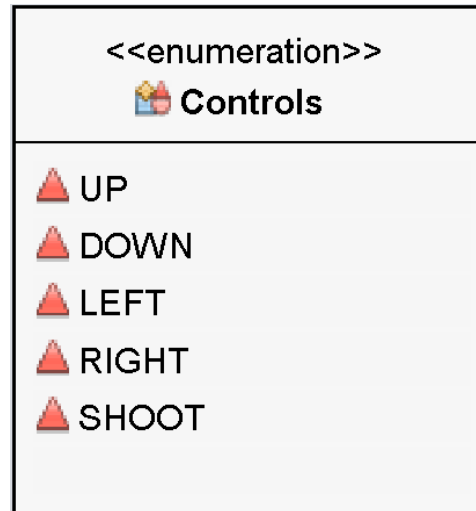 <<enumeration>>
Controls
UP
DOWN
LEFT
RIGHT
SHOOT